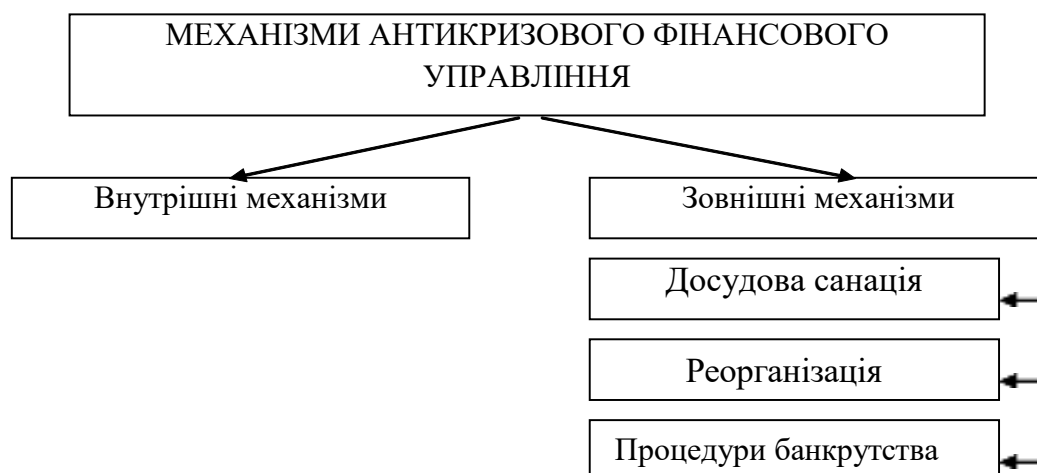 МЕХАНІЗМИ АНТИКРИЗОВОГО ФІНАНСОВОГО
УПРАВЛІННЯ
Внутрішні механізми
Зовнішні механізми
Досудова санація
Реорганізація
Процедури банкрутства